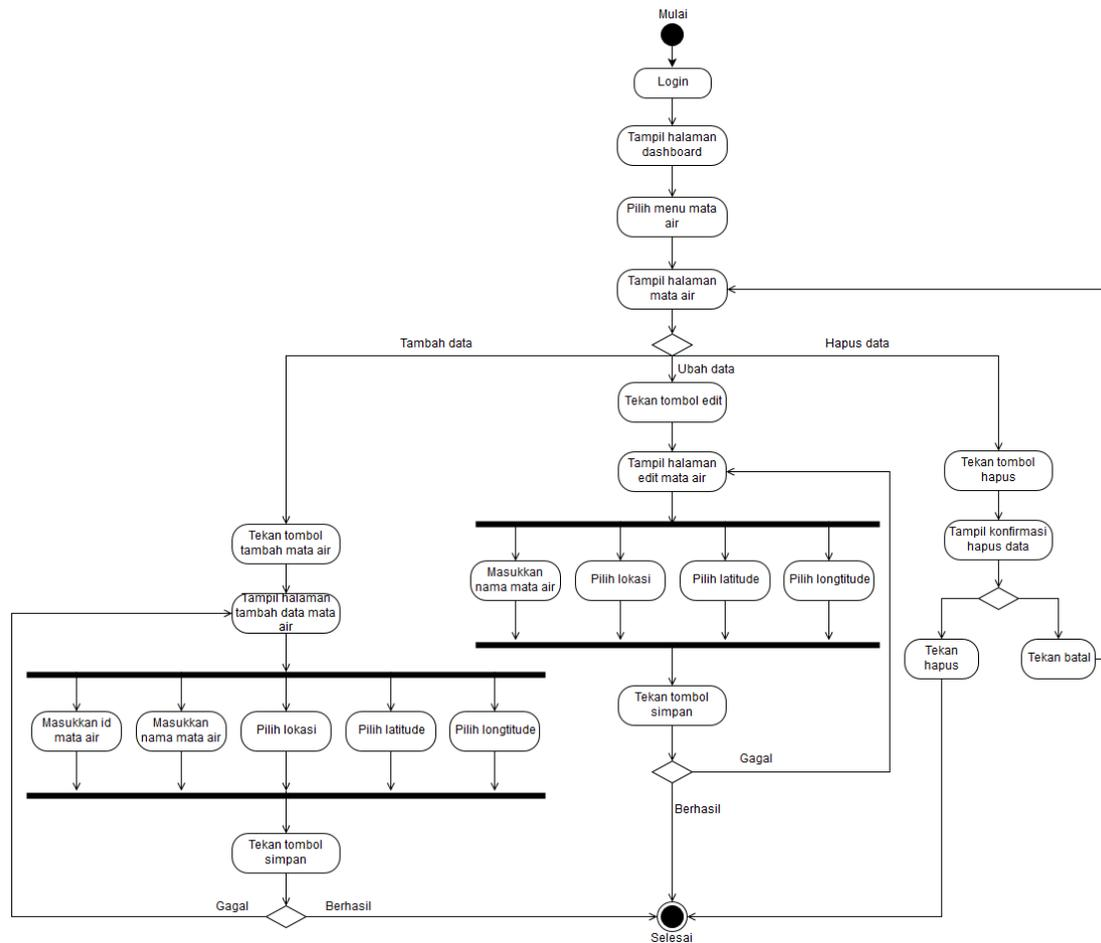 Mulai
Login
Tampil halaman
dashboard
Pilih menu mata
air
Tampil halaman
mata air
Tambah data
Hapus data
Ubah data
Tekan tombol edit
Tampil halaman
edit mata air
Tekan tombol
hapus
Tekan tombol
tambah mata air
Tampil konfirmasi
hapus data
Masukkan
nama mata air
Pilih lokasi
Pilih latitude
Pilih longtitude
Tampil halaman
tambah data mata
air
Tekan
hapus
Tekan batal
Tekan tombol
simpan
Masukkan id
mata air
Masukkan
nama mata air
Pilih lokasi
Pilih latitude
Pilih longtitude
Gagal
Berhasil
Tekan tombol
simpan
Gagal
Berhasil
Selesai